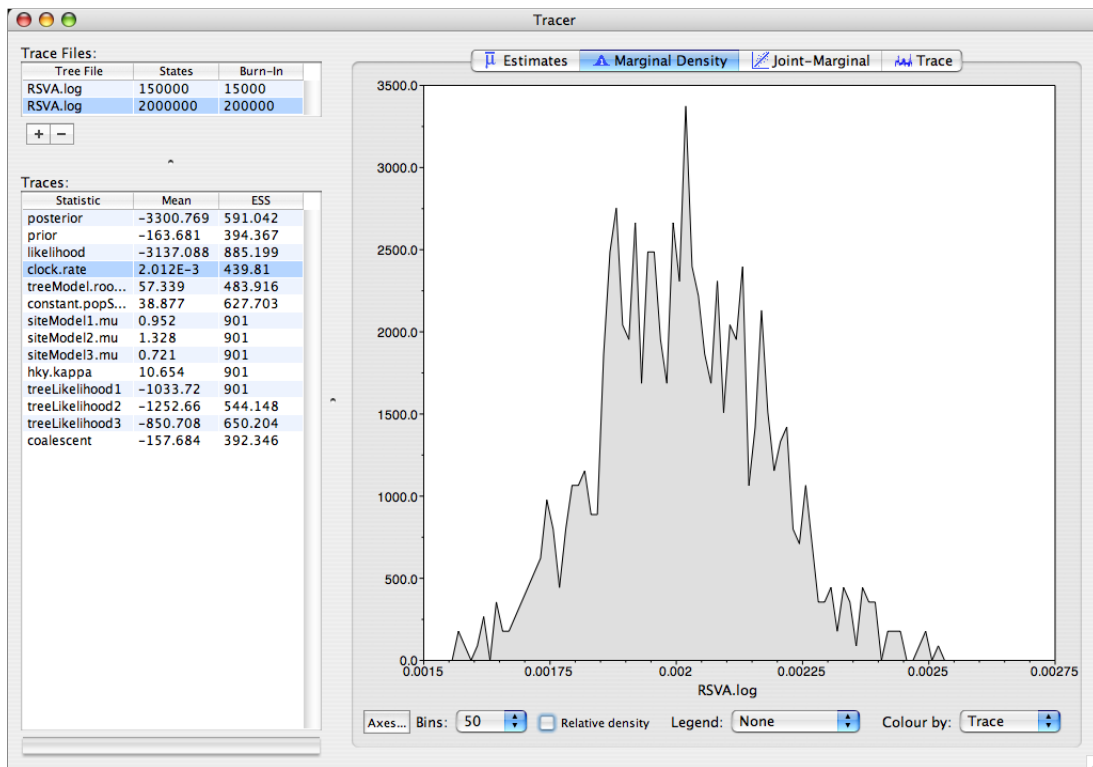 Tracer
Trace Files:
Tree File States Burn-In
RSVA.log 150000 15000
RSVA.log 2000000 200000
+ −
Traces:
Statistic Mean ESS
posterior -3300.769 591.042
prior -163.681 394.367
likelihood -3137.088 885.199
clock.rate 2.012E-3 439.81
treeModel.roo... 57.339 483.916
constant.popS... 38.877 627.703
siteModel1.mu 0.952 901
siteModel2.mu 1.328 901
siteModel3.mu 0.721 901
hky.kappa 10.654 901
treeLikelihood1 -1033.72 901
treeLikelihood2 -1252.66 544.148
treeLikelihood3 -850.708 650.204
coalescent -157.684 392.346
μ Estimates Marginal Density Joint-Marginal Trace
3500.0
3000.0
2500.0
2000.0
1500.0
1000.0
500.0
0.0
0.0015 0.00175 0.002 0.00225 0.0025 0.00275
RSVA.log
Axes... Bins: 50 Relative density Legend: None Colour by: Trace